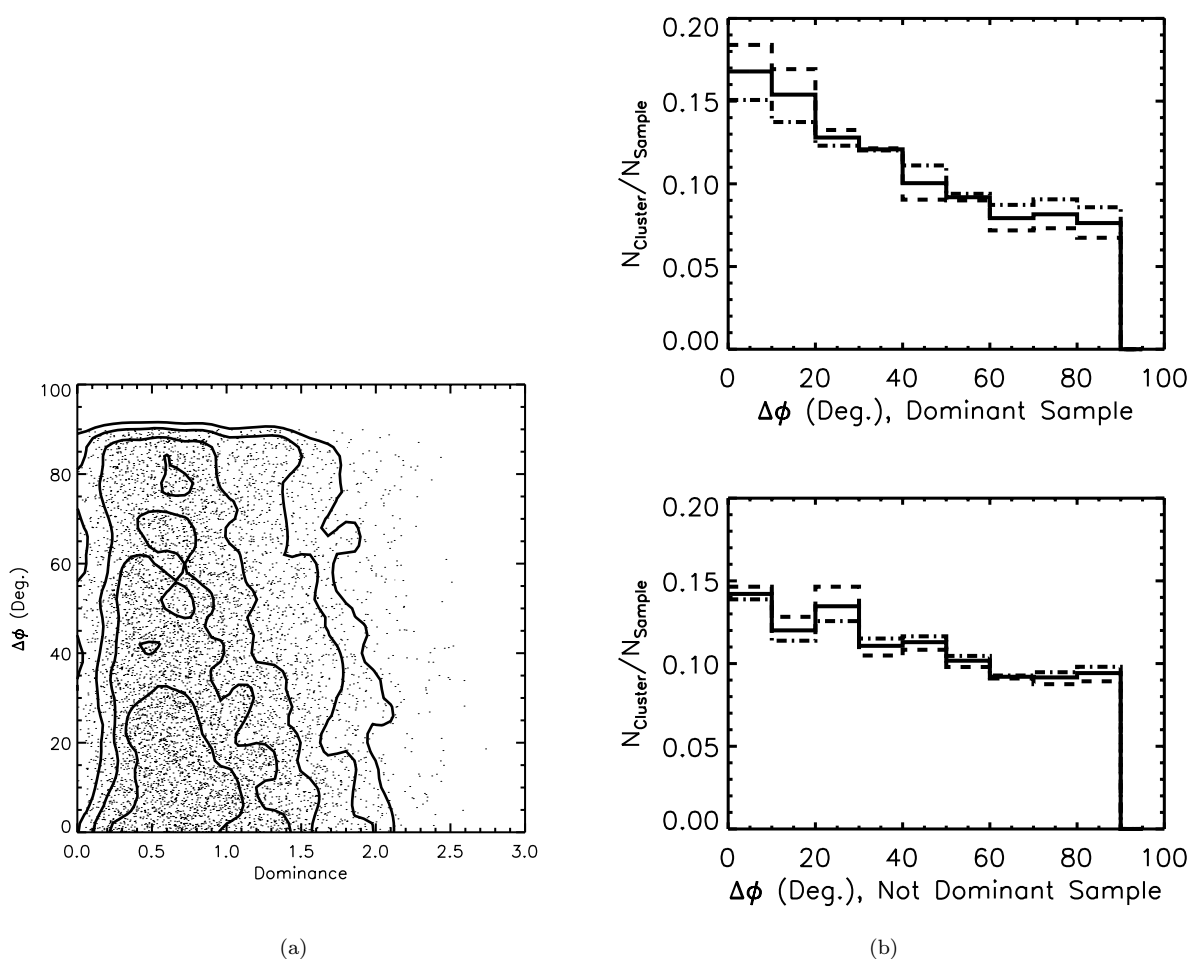 0.20
0.15
0.10
0.05
0.00
N_Cluster/N_Sample
0 20 40 60 80 100
Δϕ (Deg.), Dominant Sample
100
80
60
40
20
0
Δϕ (Deg.)
0.0 0.5 1.0 1.5 2.0 2.5 3.0
Dominance
0.20
0.15
0.10
0.05
0.00
N_Cluster/N_Sample
0 20 40 60 80 100
Δϕ (Deg.), Not Dominant Sample
(a)
(b)